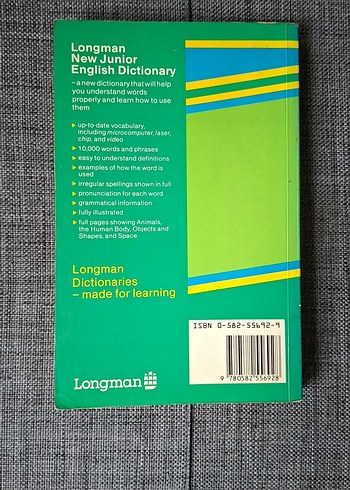 Longman
New Junior
English Dictionary
– a new dictionary that will help
you understand words
properly and learn how to use
them
▶ up-to-date vocabulary,
including microcomputer, laser,
chip, and video
▶ 10,000 words and phrases
▶ easy to understand definitions
▶ examples of how the word is
used
▶ irregular spellings shown in full
▶ pronunciation for each word
▶ grammatical information
▶ fully illustrated
▶ full pages showing Animals,
the Human Body, Objects and
Shapes, and Space
Longman
Dictionaries
– made for learning
ISBN 0-582-55692-9
9 780582 556928
Longman